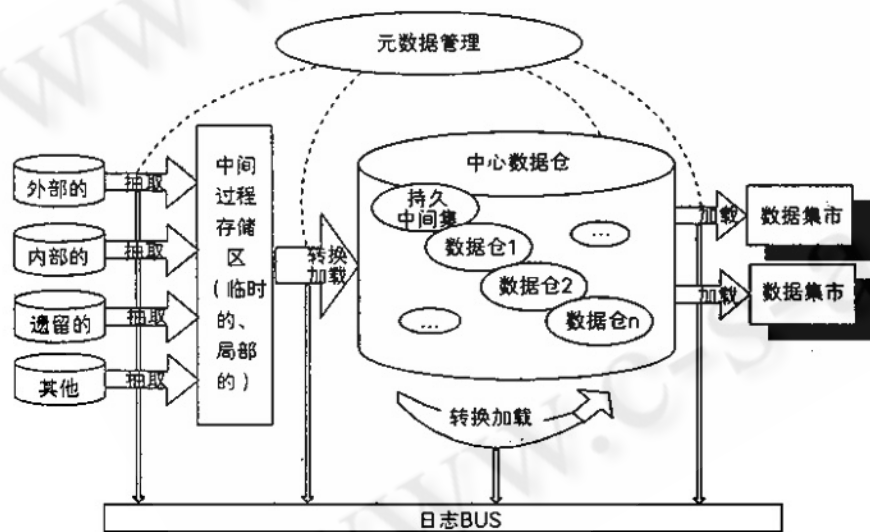 元数据管理
外部的
抽取
内部的
抽取
遗留的
抽取
其他
抽取
中间
过程
存储
区
(临时
的、
局部
的)
转换
加载
中心数据仓
持久
中间集
数据仓1
数据仓2
数据仓n
...
...
转换加载
加载
数据集市
加载
数据集市
日志BUS
www.c-s-a